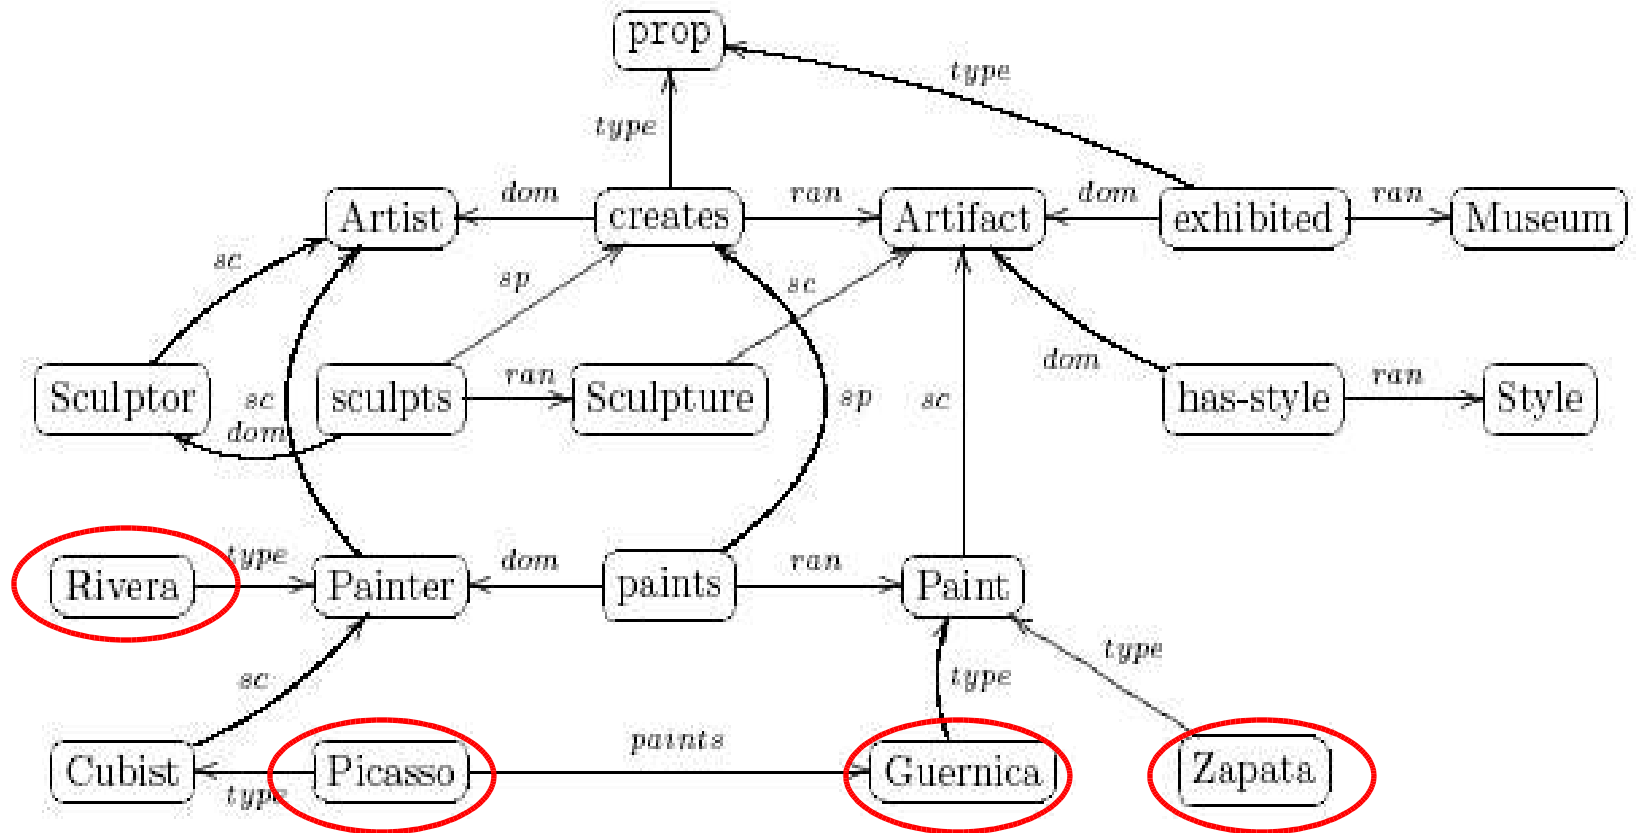 prop
type
type
Artist
dom
creates
ran
Artifact
dom
exhibited
ran
Museum
sc
sp
sc
dom
Sculptor
sc
dom
sculpts
ran
Sculpture
sp
sc
has-style
ran
Style
Rivera
type
Painter
dom
paints
ran
Paint
sc
type
type
Cubist
type
Picasso
paints
Guernica
Zapata